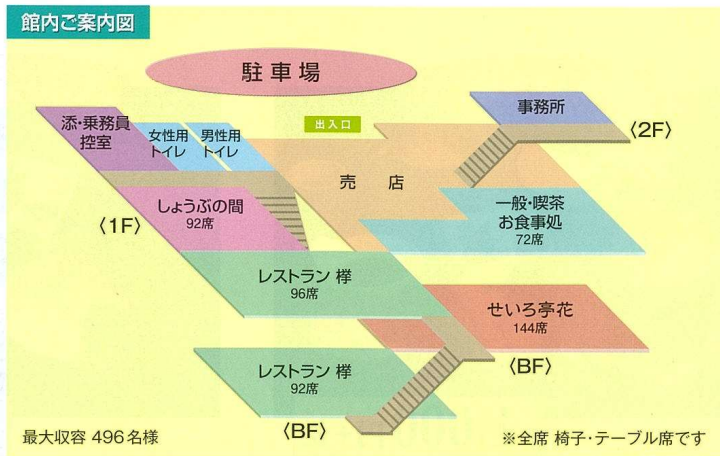 館内ご案内図
駐車場
出入口
添・乗務員
控室
女性用
トイレ
男性用
トイレ
事務所
〈2F〉
売 店
一般・喫茶
お食事処
72席
しょうぶの間
92席
〈1F〉
レストラン 欅
96席
せいろ亭花
144席
〈BF〉
レストラン 欅
92席
〈BF〉
最大収容 496名様
※全席 椅子・テーブル席です